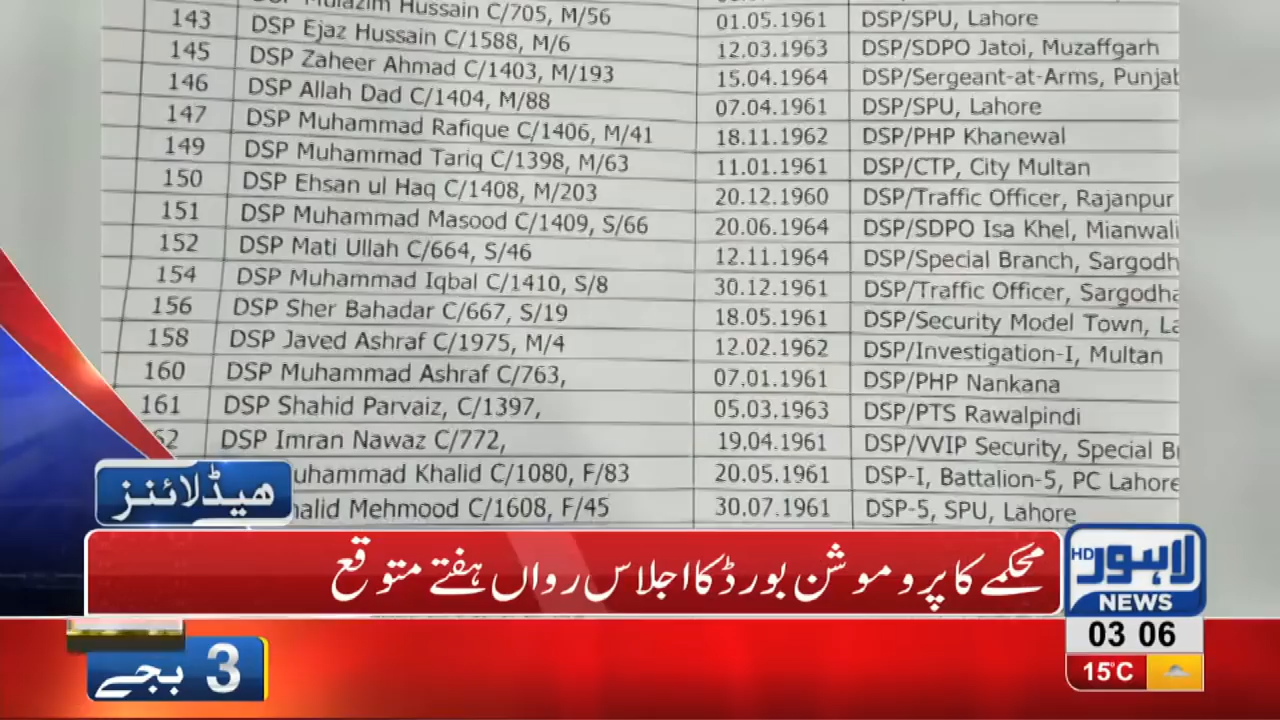 Hussain C/705, M/56 01.05.1961 DSP/SPU, Lahore
143 DSP Ejaz Hussain C/1588, M/6 12.03.1963 DSP/SDPO Jatoi, Muzaffgarh
145 DSP Zaheer Ahmad C/1403, M/193 15.04.1964 DSP/Sergeant-at-Arms, Punjab
146 DSP Allah Dad C/1404, M/88 07.04.1961 DSP/SPU, Lahore
147 DSP Muhammad Rafique C/1406, M/41 18.11.1962 DSP/PHP Khanewal
149 DSP Muhammad Tariq C/1398, M/63 11.01.1961 DSP/CTP, City Multan
150 DSP Ehsan ul Haq C/1408, M/203 20.12.1960 DSP/Traffic Officer, Rajanpur
151 DSP Muhammad Masood C/1409, S/66 20.06.1964 DSP/SDPO Isa Khel, Mianwali
152 DSP Mati Ullah C/664, S/46 12.11.1964 DSP/Special Branch, Sargodh
154 DSP Muhammad Iqbal C/1410, S/8 30.12.1961 DSP/Traffic Officer, Sargodha
156 DSP Sher Bahadar C/667, S/19 18.05.1961 DSP/Security Model Town, La
158 DSP Javed Ashraf C/1975, M/4 12.02.1962 DSP/Investigation-I, Multan
160 DSP Muhammad Ashraf C/763, 07.01.1961 DSP/PHP Nankana
161 DSP Shahid Parvaiz, C/1397, 05.03.1963 DSP/PTS Rawalpindi
62 DSP Imran Nawaz C/772, 19.04.1961 DSP/VVIP Security, Special B
uhammad Khalid C/1080, F/83 20.05.1961 DSP-I, Battalion-5, PC Lahore
halid Mehmood C/1608, F/45 30.07.1961 DSP-5, SPU, Lahore
ہیڈلائنز
محکمے کا پروموشن بورڈ کا اجلاس رواں ہفتے متوقع
لاہور HD
NEWS
03 06
3 بجے
15°C